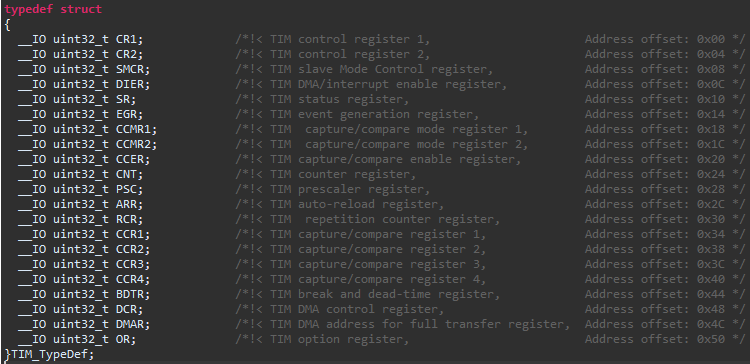 typedef struct
{
__IO uint32_t CR1; /*!< TIM control register 1, Address offset: 0x00 */
__IO uint32_t CR2; /*!< TIM control register 2, Address offset: 0x04 */
__IO uint32_t SMCR; /*!< TIM slave Mode Control register, Address offset: 0x08 */
__IO uint32_t DIER; /*!< TIM DMA/interrupt enable register, Address offset: 0x0C */
__IO uint32_t SR; /*!< TIM status register, Address offset: 0x10 */
__IO uint32_t EGR; /*!< TIM event generation register, Address offset: 0x14 */
__IO uint32_t CCMR1; /*!< TIM  capture/compare mode register 1, Address offset: 0x18 */
__IO uint32_t CCMR2; /*!< TIM  capture/compare mode register 2, Address offset: 0x1C */
__IO uint32_t CCER; /*!< TIM capture/compare enable register, Address offset: 0x20 */
__IO uint32_t CNT; /*!< TIM counter register, Address offset: 0x24 */
__IO uint32_t PSC; /*!< TIM prescaler register, Address offset: 0x28 */
__IO uint32_t ARR; /*!< TIM auto-reload register, Address offset: 0x2C */
__IO uint32_t RCR; /*!< TIM  repetition counter register, Address offset: 0x30 */
__IO uint32_t CCR1; /*!< TIM capture/compare register 1, Address offset: 0x34 */
__IO uint32_t CCR2; /*!< TIM capture/compare register 2, Address offset: 0x38 */
__IO uint32_t CCR3; /*!< TIM capture/compare register 3, Address offset: 0x3C */
__IO uint32_t CCR4; /*!< TIM capture/compare register 4, Address offset: 0x40 */
__IO uint32_t BDTR; /*!< TIM break and dead-time register, Address offset: 0x44 */
__IO uint32_t DCR; /*!< TIM DMA control register, Address offset: 0x48 */
__IO uint32_t DMAR; /*!< TIM DMA address for full transfer register, Address offset: 0x4C */
__IO uint32_t OR; /*!< TIM option register, Address offset: 0x50 */
}TIM_TypeDef;